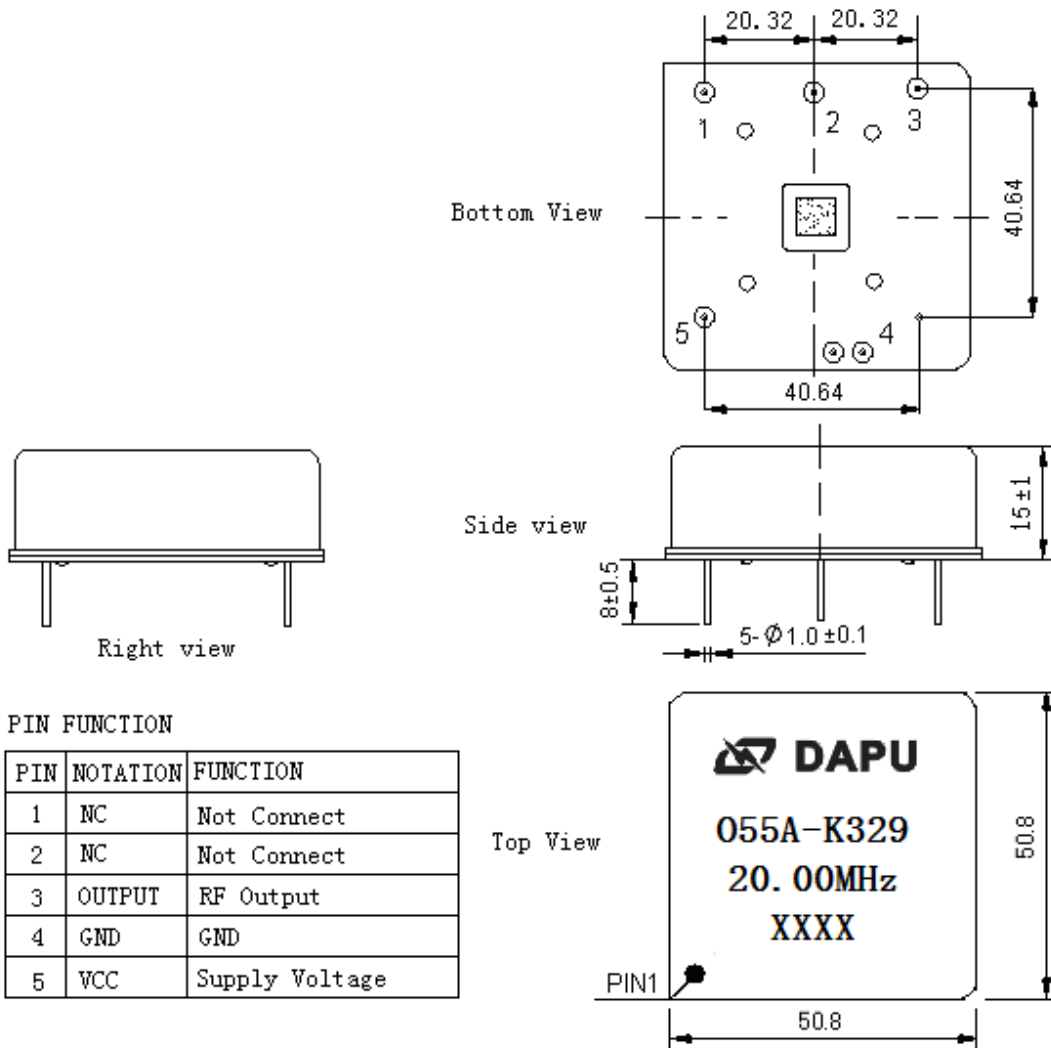 20.32 20.32
1 2 3
Bottom View
40.64
5 4
40.64
Side view
15±1
8±0.5
5-Ø1.0±0.1
Right view
PIN FUNCTION
PIN NOTATION FUNCTION
1 NC Not Connect
2 NC Not Connect
3 OUTPUT RF Output
4 GND GND
5 VCC Supply Voltage
Top View
DAPU
O55A-K329
20.00MHz
XXXX
PIN1
50.8
50.8